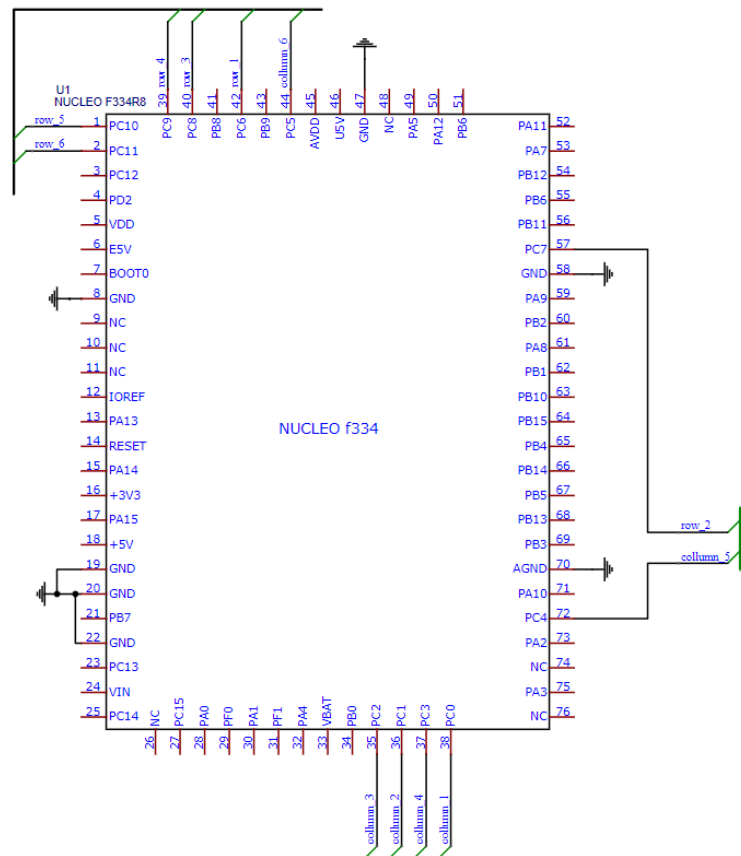 row_4
row_3
row_1
collumn_6
U1
NUCLEO F334R8
39 40 41 42 43 44 45 46 47 48 49 50 51
PC9 PC8 PB8 PC6 PB9 PC5 AVDD U5V GND NC PA5 PA12 PB6
row_5 1 PC10
row_6 2 PC11
3 PC12
4 PD2
5 VDD
6 E5V
7 BOOT0
8 GND
9 NC
10 NC
11 NC
12 IOREF
13 PA13
14 RESET
15 PA14
16 +3V3
17 PA15
18 +5V
19 GND
20 GND
21 PB7
22 GND
23 PC13
24 VIN
25 PC14
NUCLEO f334
PA11 52
PA7 53
PB12 54
PB6 55
PB11 56
PC7 57
GND 58
PA9 59
PB2 60
PA8 61
PB1 62
PB10 63
PB15 64
PB4 65
PB14 66
PB5 67
PB13 68
PB3 69
AGND 70
PA10 71
PC4 72
PA2 73
NC 74
PA3 75
NC 76
row_2
collumn_5
NC PC15 PA0 PF0 PA1 PF1 PA4 VBAT PB0 PC2 PC1 PC3 PC0
26 27 28 29 30 31 32 33 34 35 36 37 38
collumn_3
collumn_2
collumn_4
collumn_1